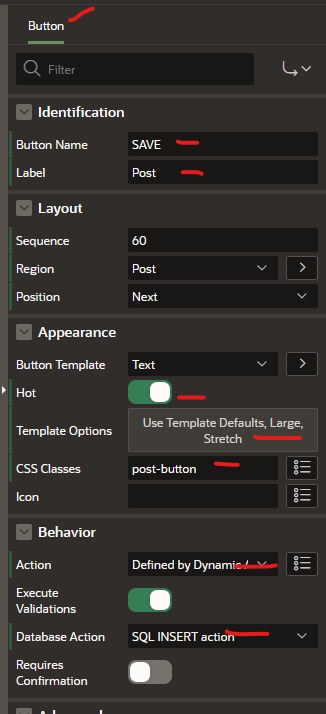 Button
Filter
Identification
Button Name SAVE
Label Post
Layout
Sequence 60
Region Post
Position Next
Appearance
Button Template Text
Hot
Template Options Use Template Defaults, Large,
Stretch
CSS Classes post-button
Icon
Behavior
Action Defined by Dynamic
Execute
Validations
Database Action SQL INSERT action
Requires
Confirmation